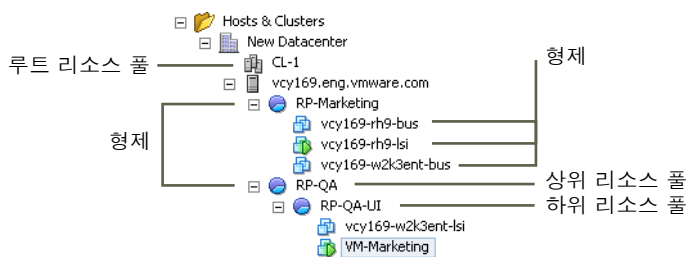 Hosts & Clusters
형제
New Datacenter
루트 리소스 풀
CL-1
vcy169.eng.vmware.com
RP-Marketing
vcy169-rh9-bus
형제
vcy169-rh9-lsi
vcy169-w2k3ent-bus
RP-QA
상위 리소스 풀
RP-QA-UI
하위 리소스 풀
vcy169-w2k3ent-lsi
VM-Marketing